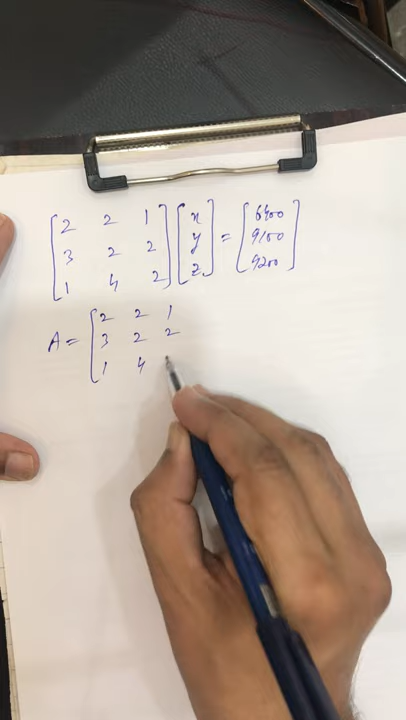 [2 2 1] [x] = [6400]
[3 2 2] [y] [9100]
[1 4 2] [z] [9200]
A = [2 2 1
3 2 2
1 4